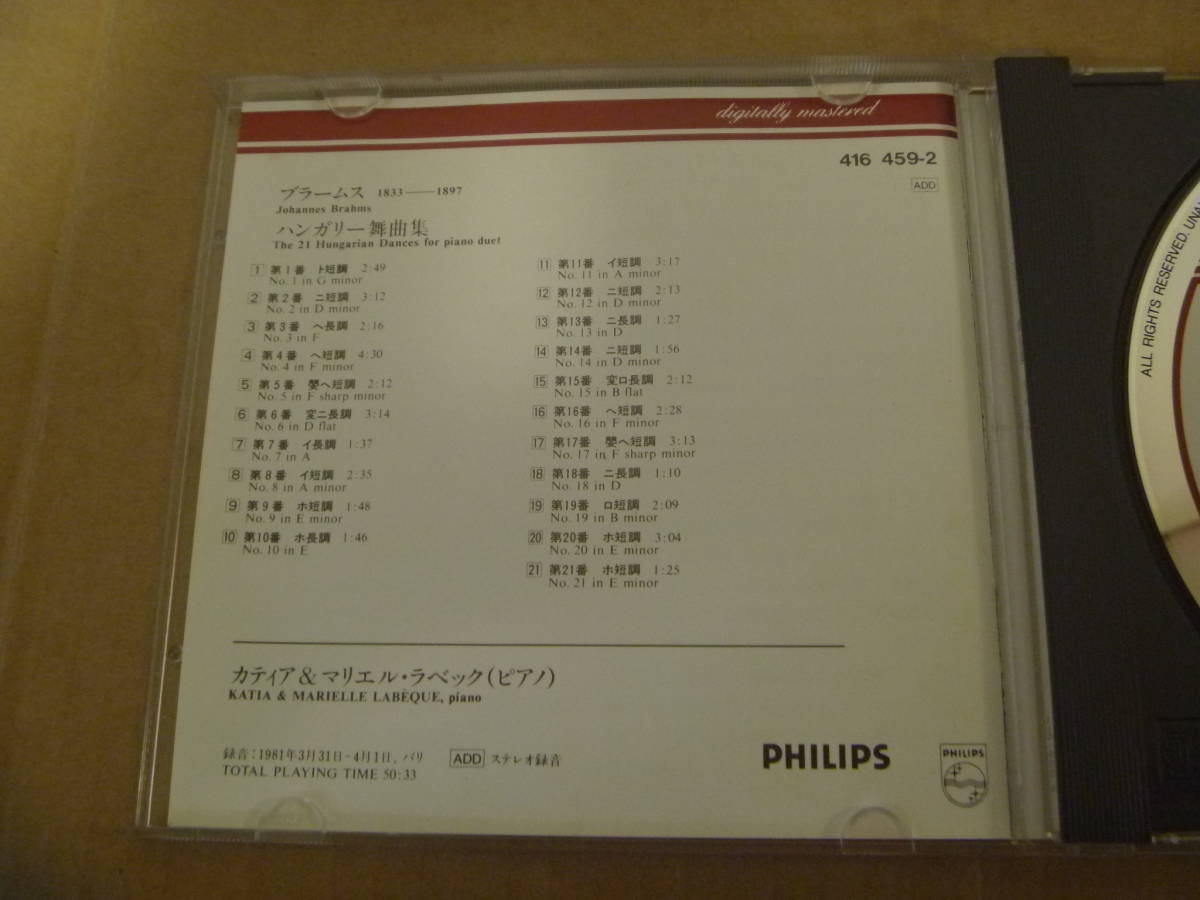 digitally mastered
416 459-2
ADD
ブラームス 1833——1897
Johannes Brahms
ハンガリー舞曲集
The 21 Hungarian Dances for piano duet
1 第1番 ト短調 2:49
No. 1 in G minor
2 第2番 ニ短調 3:12
No. 2 in D minor
3 第3番 ヘ長調 2:16
No. 3 in F
4 第4番 ヘ短調 4:30
No. 4 in F minor
5 第5番 嬰ヘ短調 2:12
No. 5 in F sharp minor
6 第6番 変ニ長調 3:14
No. 6 in D flat
7 第7番 イ長調 1:37
No. 7 in A
8 第8番 イ短調 2:35
No. 8 in A minor
9 第9番 ホ短調 1:48
No. 9 in E minor
10 第10番 ホ長調 1:46
No. 10 in E
11 第11番 イ短調 3:17
No. 11 in A minor
12 第12番 ニ短調 2:13
No. 12 in D minor
13 第13番 ニ長調 1:27
No. 13 in D
14 第14番 ニ短調 1:56
No. 14 in D minor
15 第15番 変ロ長調 2:12
No. 15 in B flat
16 第16番 ヘ短調 2:28
No. 16 in F minor
17 第17番 嬰ヘ短調 3:13
No. 17 in F sharp minor
18 第18番 ニ長調 1:10
No. 18 in D
19 第19番 ロ短調 2:09
No. 19 in B minor
20 第20番 ホ短調 3:04
No. 20 in E minor
21 第21番 ホ短調 1:25
No. 21 in E minor
カティア&マリエル・ラベック(ピアノ)
KATIA & MARIELLE LABÈQUE, piano
録音:1981年3月31日-4月1日, パリ ADD ステレオ録音
TOTAL PLAYING TIME 50:33
PHILIPS
PHILIPS
ALL RIGHTS RESERVED.